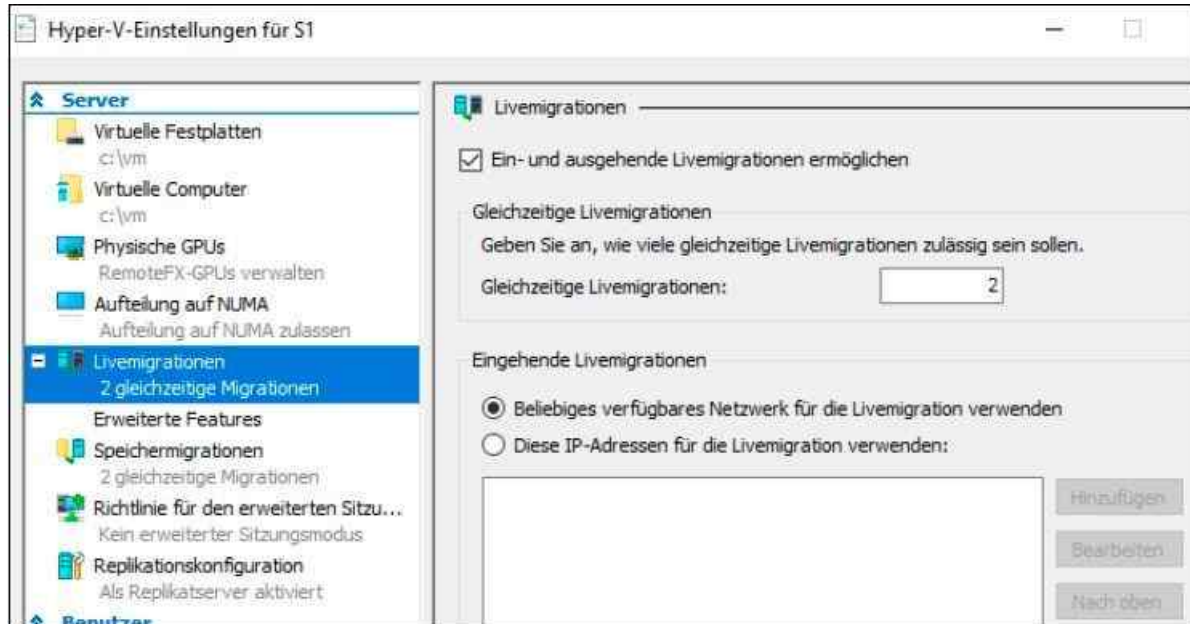 Hyper-V-Einstellungen für S1
Server
Virtuelle Festplatten
c:\vm
Virtuelle Computer
c:\vm
Physische GPUs
RemoteFX-GPUs verwalten
Aufteilung auf NUMA
Aufteilung auf NUMA zulassen
Livemigrationen
2 gleichzeitige Migrationen
Erweiterte Features
Speichermigrationen
2 gleichzeitige Migrationen
Richtlinie für den erweiterten Sitzu...
Kein erweiterter Sitzungsmodus
Replikationskonfiguration
Als Replikatserver aktiviert
Benutzer
Livemigrationen
Ein- und ausgehende Livemigrationen ermöglichen
Gleichzeitige Livemigrationen
Geben Sie an, wie viele gleichzeitige Livemigrationen zulässig sein sollen.
Gleichzeitige Livemigrationen: 2
Eingehende Livemigrationen
Beliebiges verfügbares Netzwerk für die Livemigration verwenden
Diese IP-Adressen für die Livemigration verwenden:
Hinzufügen
Bearbeiten
Nach oben